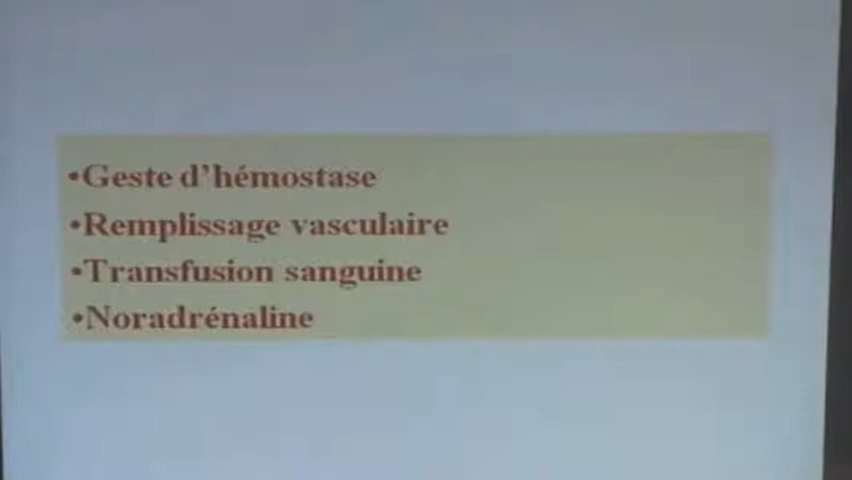 •Geste d’hémostase
•Remplissage vasculaire
•Transfusion sanguine
•Noradrénaline